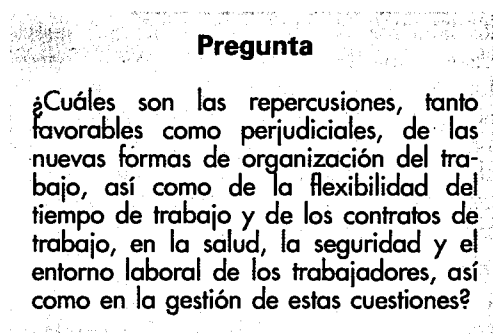 Pregunta
¿Cuáles son las repercusiones, tanto
favorables como perjudiciales, de las
nuevas formas de organización del tra-
bajo, así como de la flexibilidad del
tiempo de trabajo y de los contratos de
trabajo, en la salud, la seguridad y el
entorno laboral de los trabajadores, así
como en la gestión de estas cuestiones?